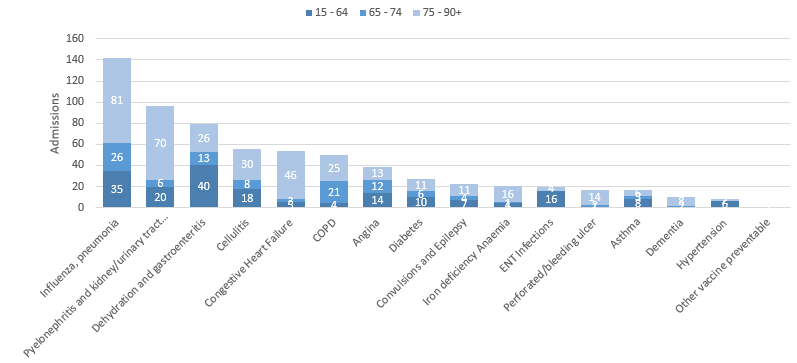 15 - 64 65 - 74 75 - 90+
160
140
120
100
80
60
40
20
0
Admissions
81 26 35
70 6 20
26 13 40
30 8 18
46
25 21 4
13 12 14
11 6 10
11 4 7
16
4 16
14
8
6
Influenza, pneumonia
Pyelonephritis and kidney/urinary tract...
Dehydration and gastroenteritis
Cellulitis
Congestive Heart Failure
COPD
Angina
Diabetes
Convulsions and Epilepsy
Iron deficiency Anaemia
ENT Infections
Perforated/bleeding ulcer
Asthma
Dementia
Hypertension
Other vaccine preventable